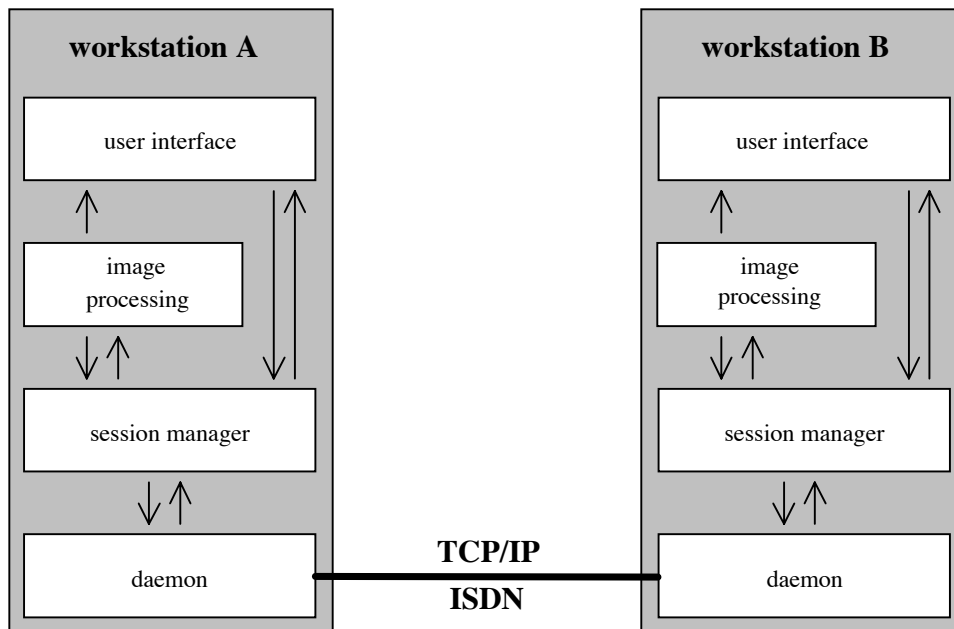 workstation A
user interface
image
processing
session manager
daemon
TCP/IP
ISDN
workstation B
user interface
image
processing
session manager
daemon